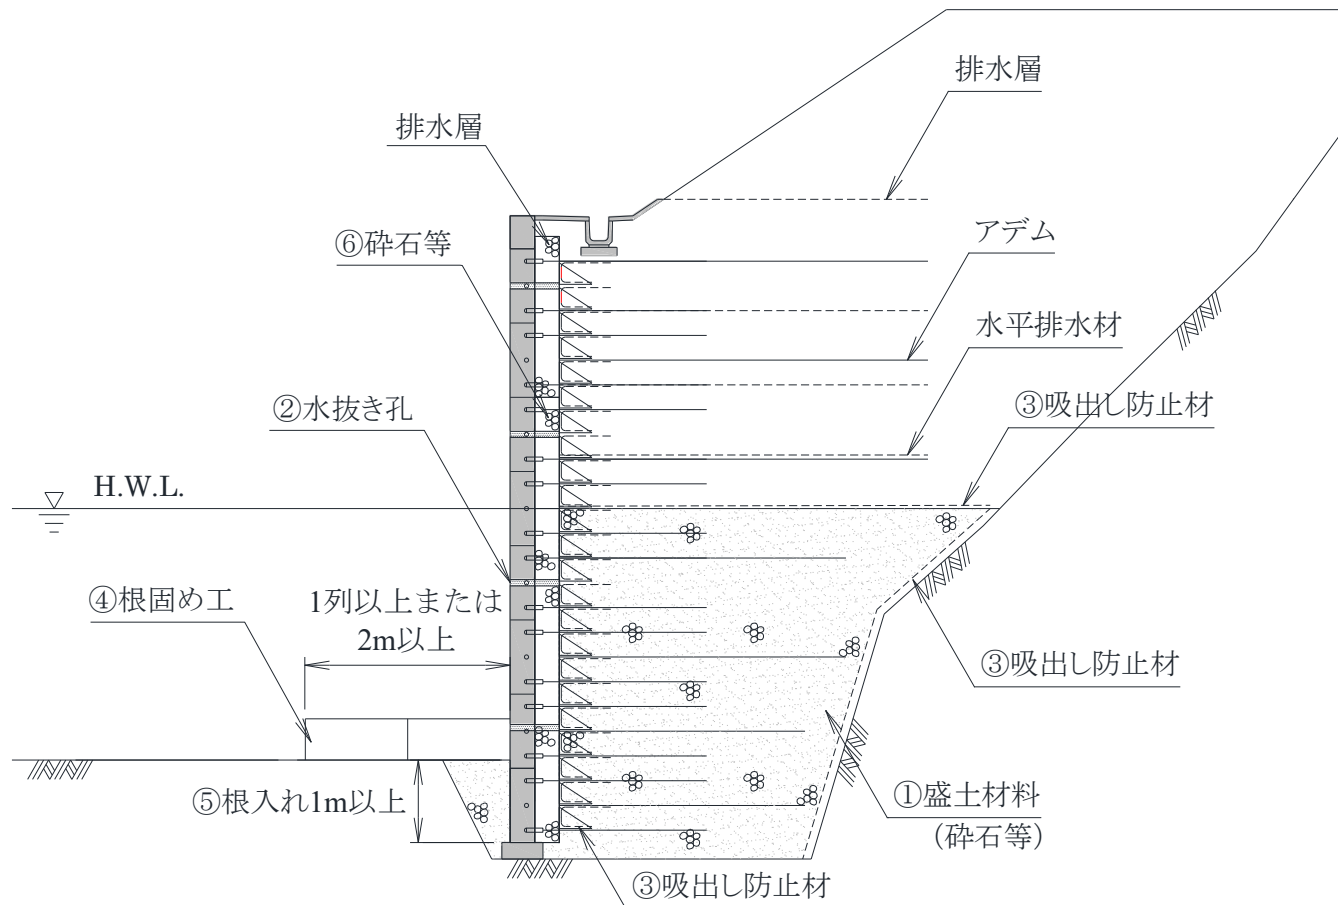 排水層
排水層
⑥砕石等
アデム
水平排水材
②水抜き孔
③吸出し防止材
H.W.L.
④根固め工
1列以上または
2m以上
③吸出し防止材
⑤根入れ1m以上
①盛土材料
(砕石等)
③吸出し防止材